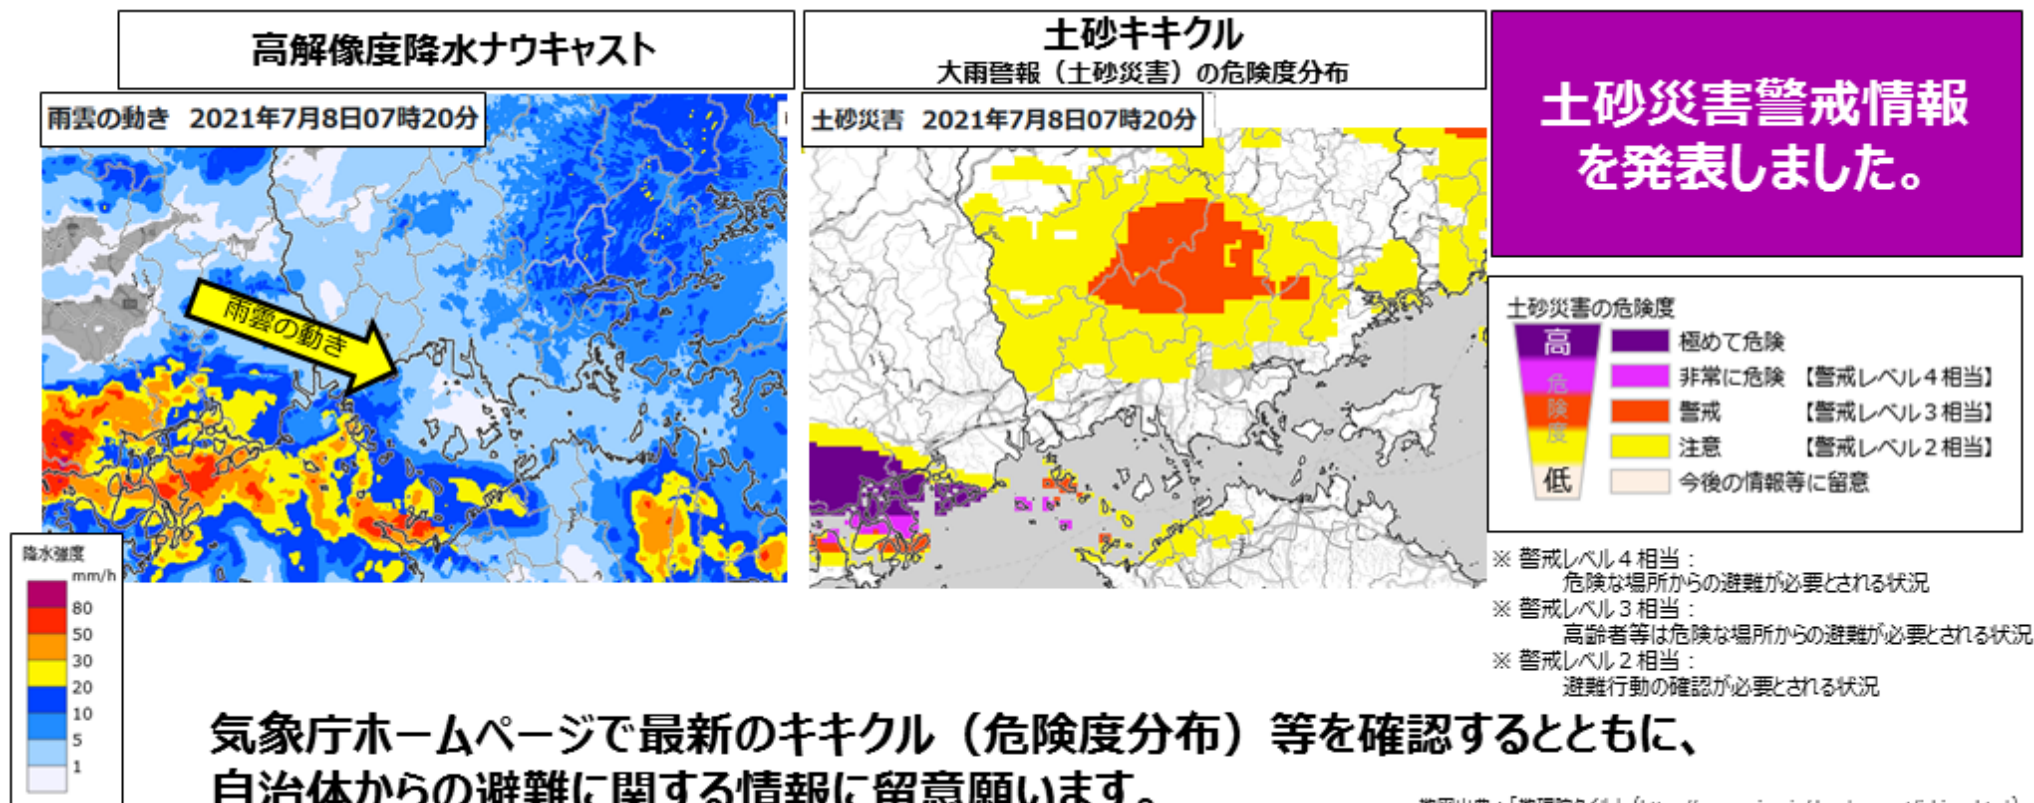 高解像度降水ナウキャスト
雨雲の動き 2021年7月8日07時20分
雨雲の動き
降水強度
mm/h
80
50
30
20
10
5
1
土砂キキクル
大雨警報（土砂災害）の危険度分布
土砂災害 2021年7月8日07時20分
土砂災害警戒情報
を発表しました。
土砂災害の危険度
高
危
険
度
低
極めて危険
非常に危険 【警戒レベル４相当】
警戒 【警戒レベル３相当】
注意 【警戒レベル２相当】
今後の情報等に留意
※ 警戒レベル４相当：
危険な場所からの避難が必要とされる状況
※ 警戒レベル３相当：
高齢者等は危険な場所からの避難が必要とされる状況
※ 警戒レベル２相当：
避難行動の確認が必要とされる状況
気象庁ホームページで最新のキキクル（危険度分布）等を確認するとともに、
自治体からの避難に関する情報に留意願います。